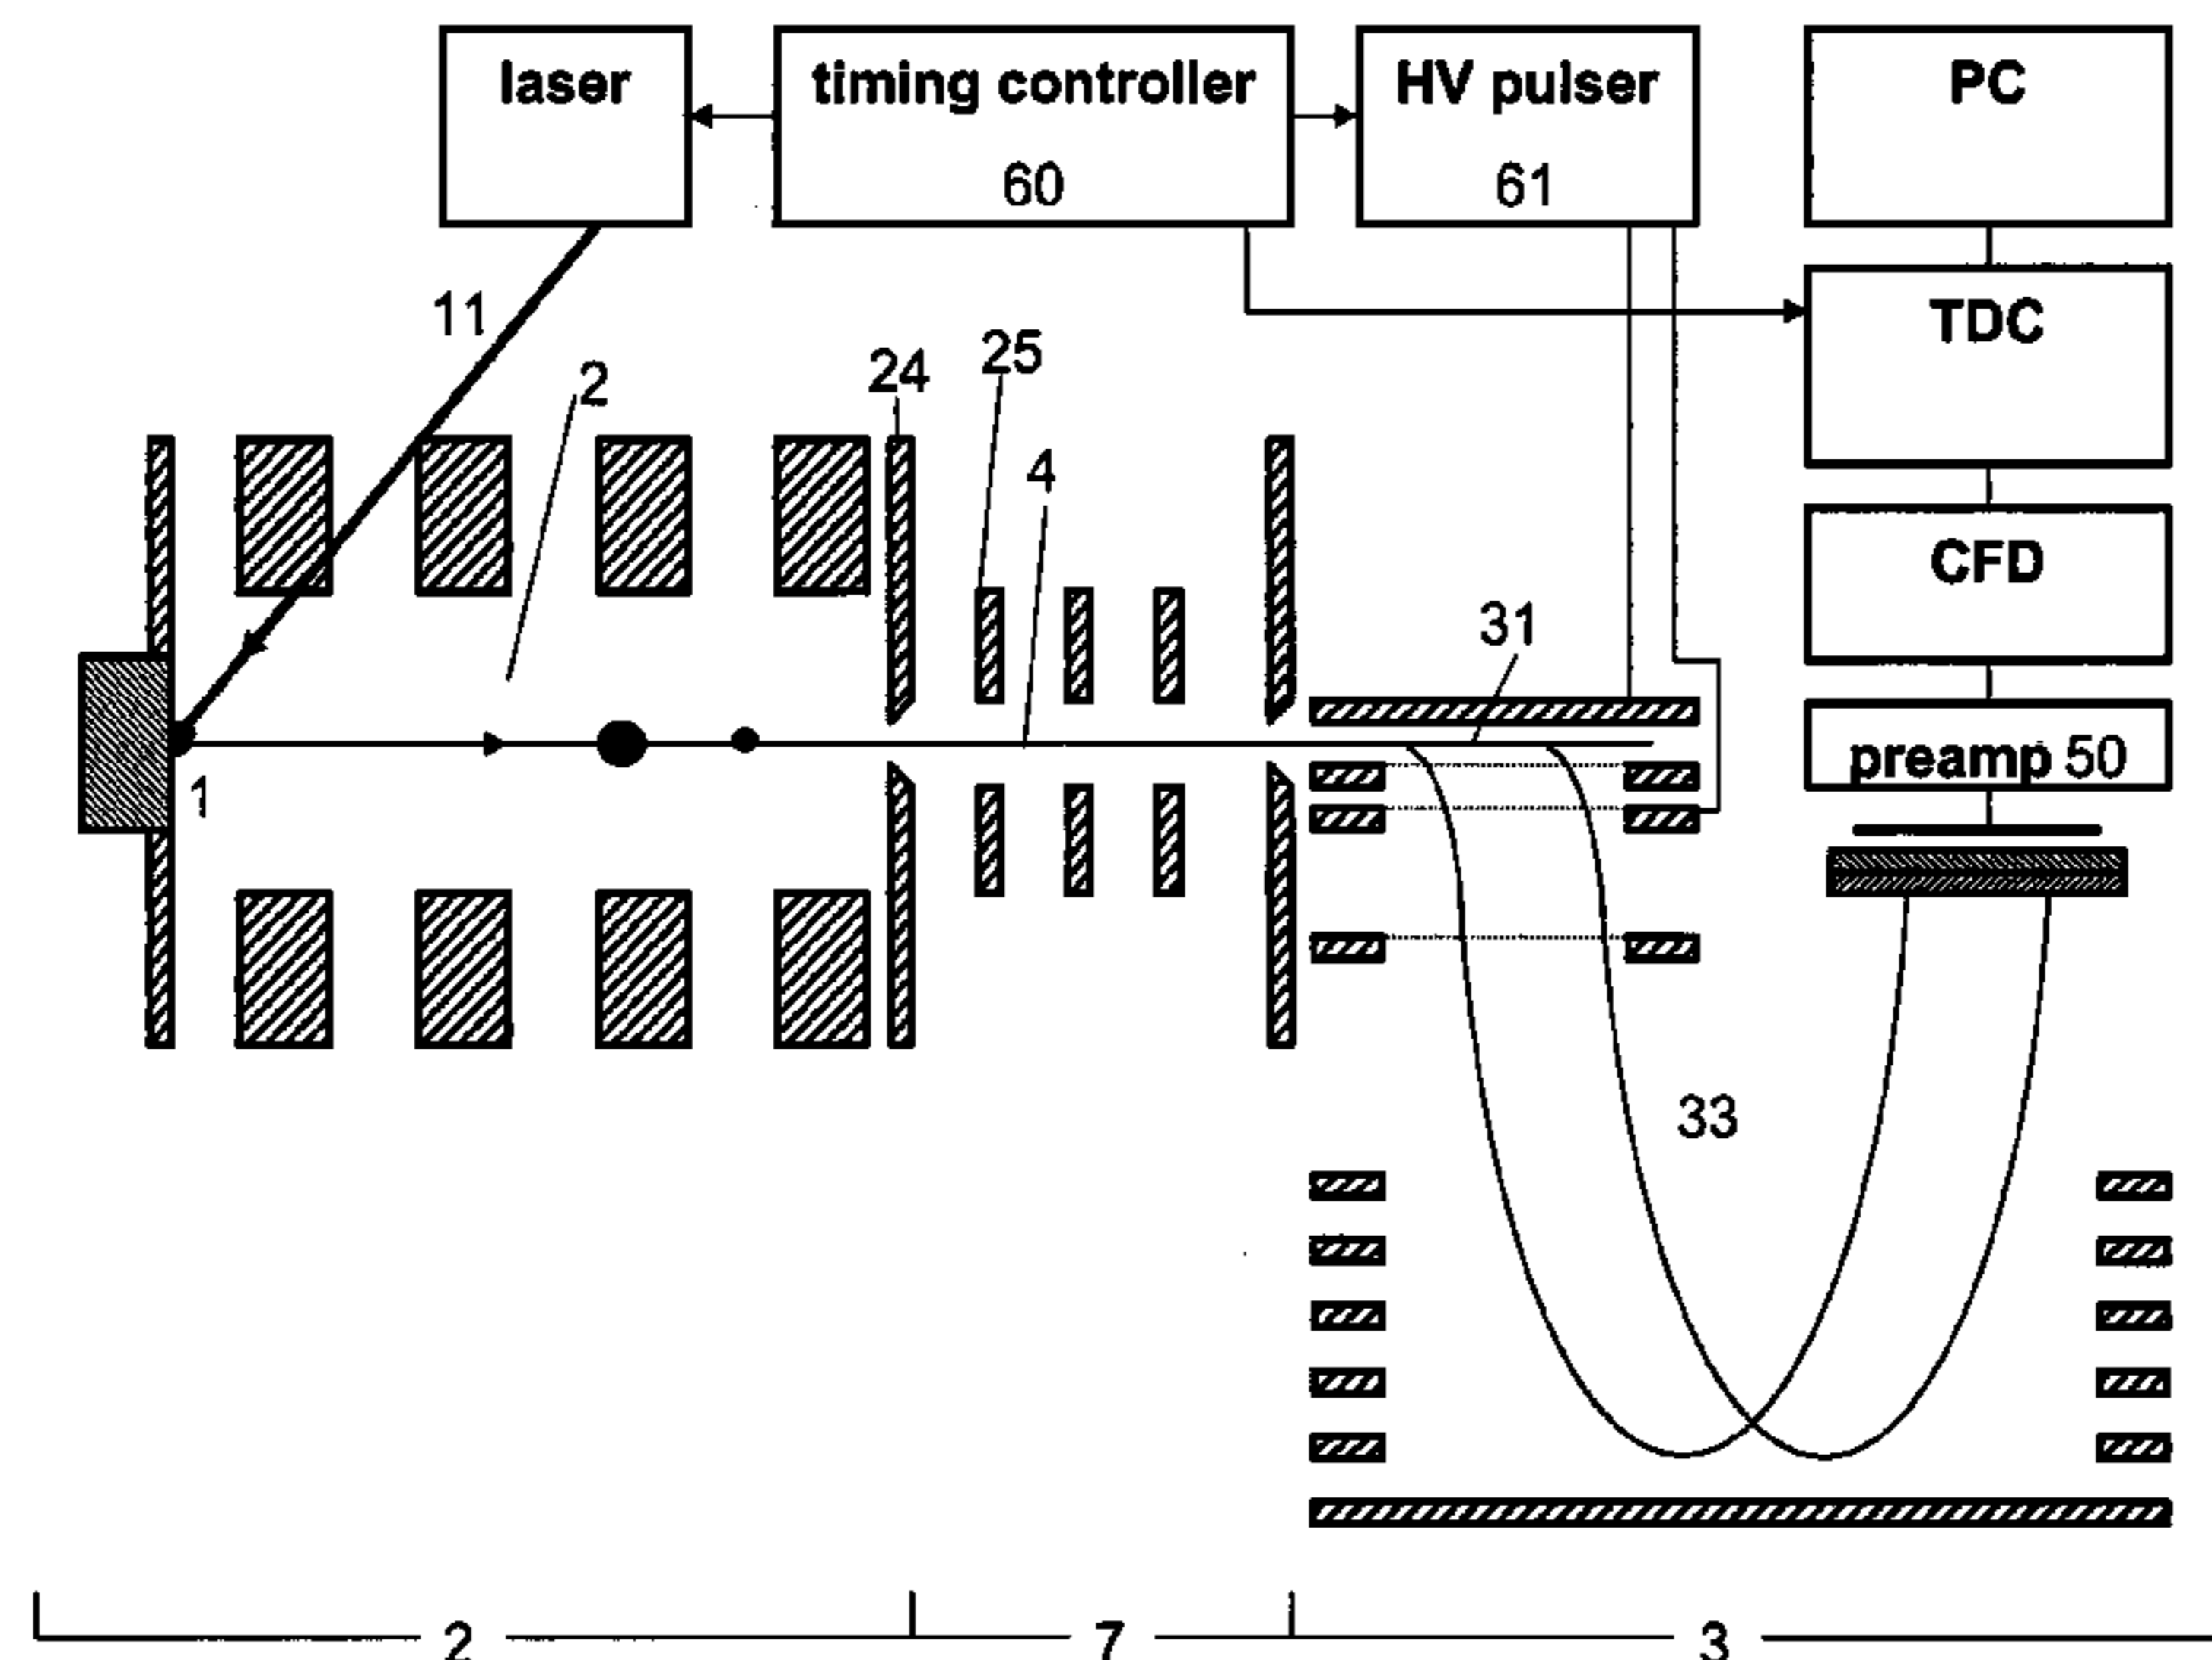 laser
timing controller
60
HV pulser
61
PC
TDC
CFD
preamp 50
11
2
24
25
4
31
1
33
2
7
3